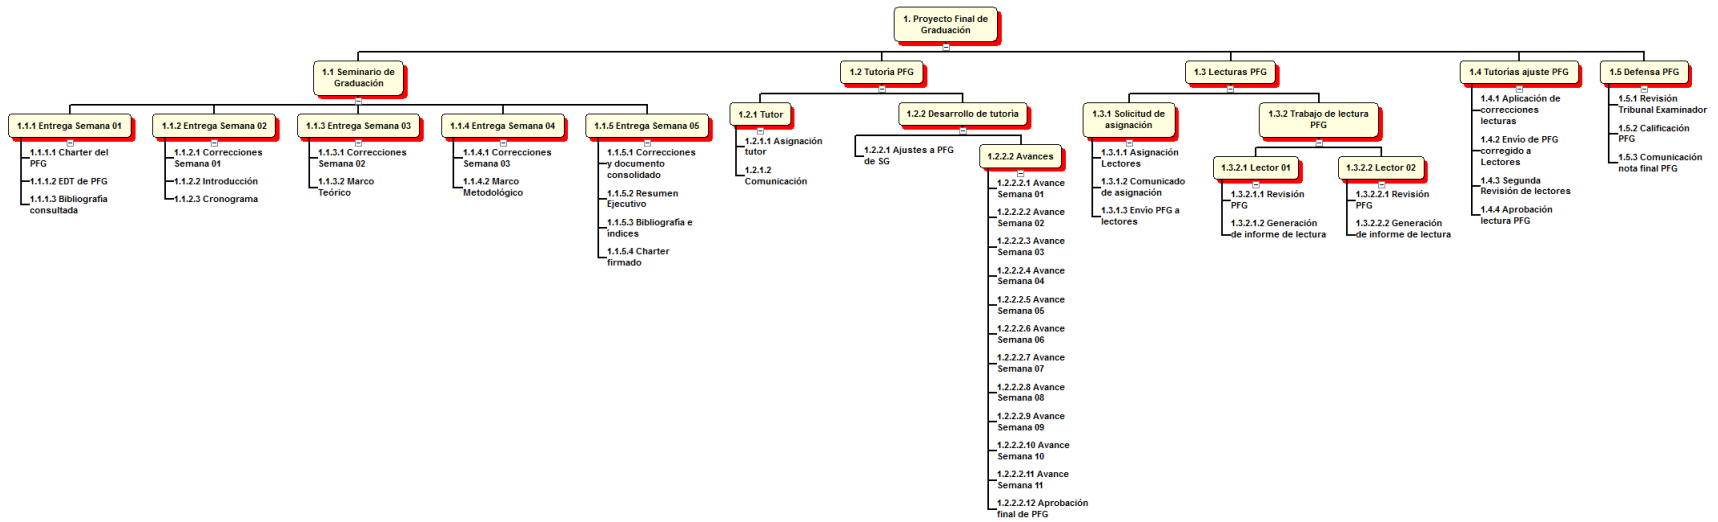 1. Proyecto Final de
Graduación
1.1 Seminario de
Graduación
1.1.1 Entrega Semana 01
1.1.1.1 Charter del
PFG
1.1.1.2 EDT de PFG
1.1.1.3 Bibliografía
consultada
1.1.2 Entrega Semana 02
1.1.2.1 Correcciones
Semana 01
1.1.2.2 Introducción
1.1.2.3 Cronograma
1.1.3 Entrega Semana 03
1.1.3.1 Correcciones
Semana 02
1.1.3.2 Marco
Teórico
1.1.4 Entrega Semana 04
1.1.4.1 Correcciones
Semana 03
1.1.4.2 Marco
Metodológico
1.1.5 Entrega Semana 05
1.1.5.1 Correcciones
y documento
consolidado
1.1.5.2 Resumen
Ejecutivo
1.1.5.3 Bibliografía e
indices
1.1.5.4 Charter
firmado
1.2 Tutoría PFG
1.2.1 Tutor
1.2.1.1 Asignación
tutor
1.2.1.2
Comunicación
1.2.2 Desarrollo de tutoría
1.2.2.1 Ajustes a PFG
de SG
1.2.2.2 Avances
1.2.2.2.1 Avance
Semana 01
1.2.2.2.2 Avance
Semana 02
1.2.2.2.3 Avance
Semana 03
1.2.2.2.4 Avance
Semana 04
1.2.2.2.5 Avance
Semana 05
1.2.2.2.6 Avance
Semana 06
1.2.2.2.7 Avance
Semana 07
1.2.2.2.8 Avance
Semana 08
1.2.2.2.9 Avance
Semana 09
1.2.2.2.10 Avance
Semana 10
1.2.2.2.11 Avance
Semana 11
1.2.2.2.12 Aprobación
final de PFG
1.3 Lecturas PFG
1.3.1 Solicitud de
asignación
1.3.1.1 Asignación
Lectores
1.3.1.2 Comunicado
de asignación
1.3.1.3 Envío PFG a
lectores
1.3.2 Trabajo de lectura
PFG
1.3.2.1 Lector 01
1.3.2.1.1 Revisión
PFG
1.3.2.1.2 Generación
de informe de lectura
1.3.2.2 Lector 02
1.3.2.2.1 Revisión
PFG
1.3.2.2.2 Generación
de informe de lectura
1.4 Tutorías ajuste PFG
1.4.1 Aplicación de
correcciones
lecturas
1.4.2 Envío de PFG
corregido a
Lectores
1.4.3 Segunda
Revisión de lectores
1.4.4 Aprobación
lectura PFG
1.5 Defensa PFG
1.5.1 Revisión
Tribunal Examinador
1.5.2 Calificación
PFG
1.5.3 Comunicación
nota final PFG